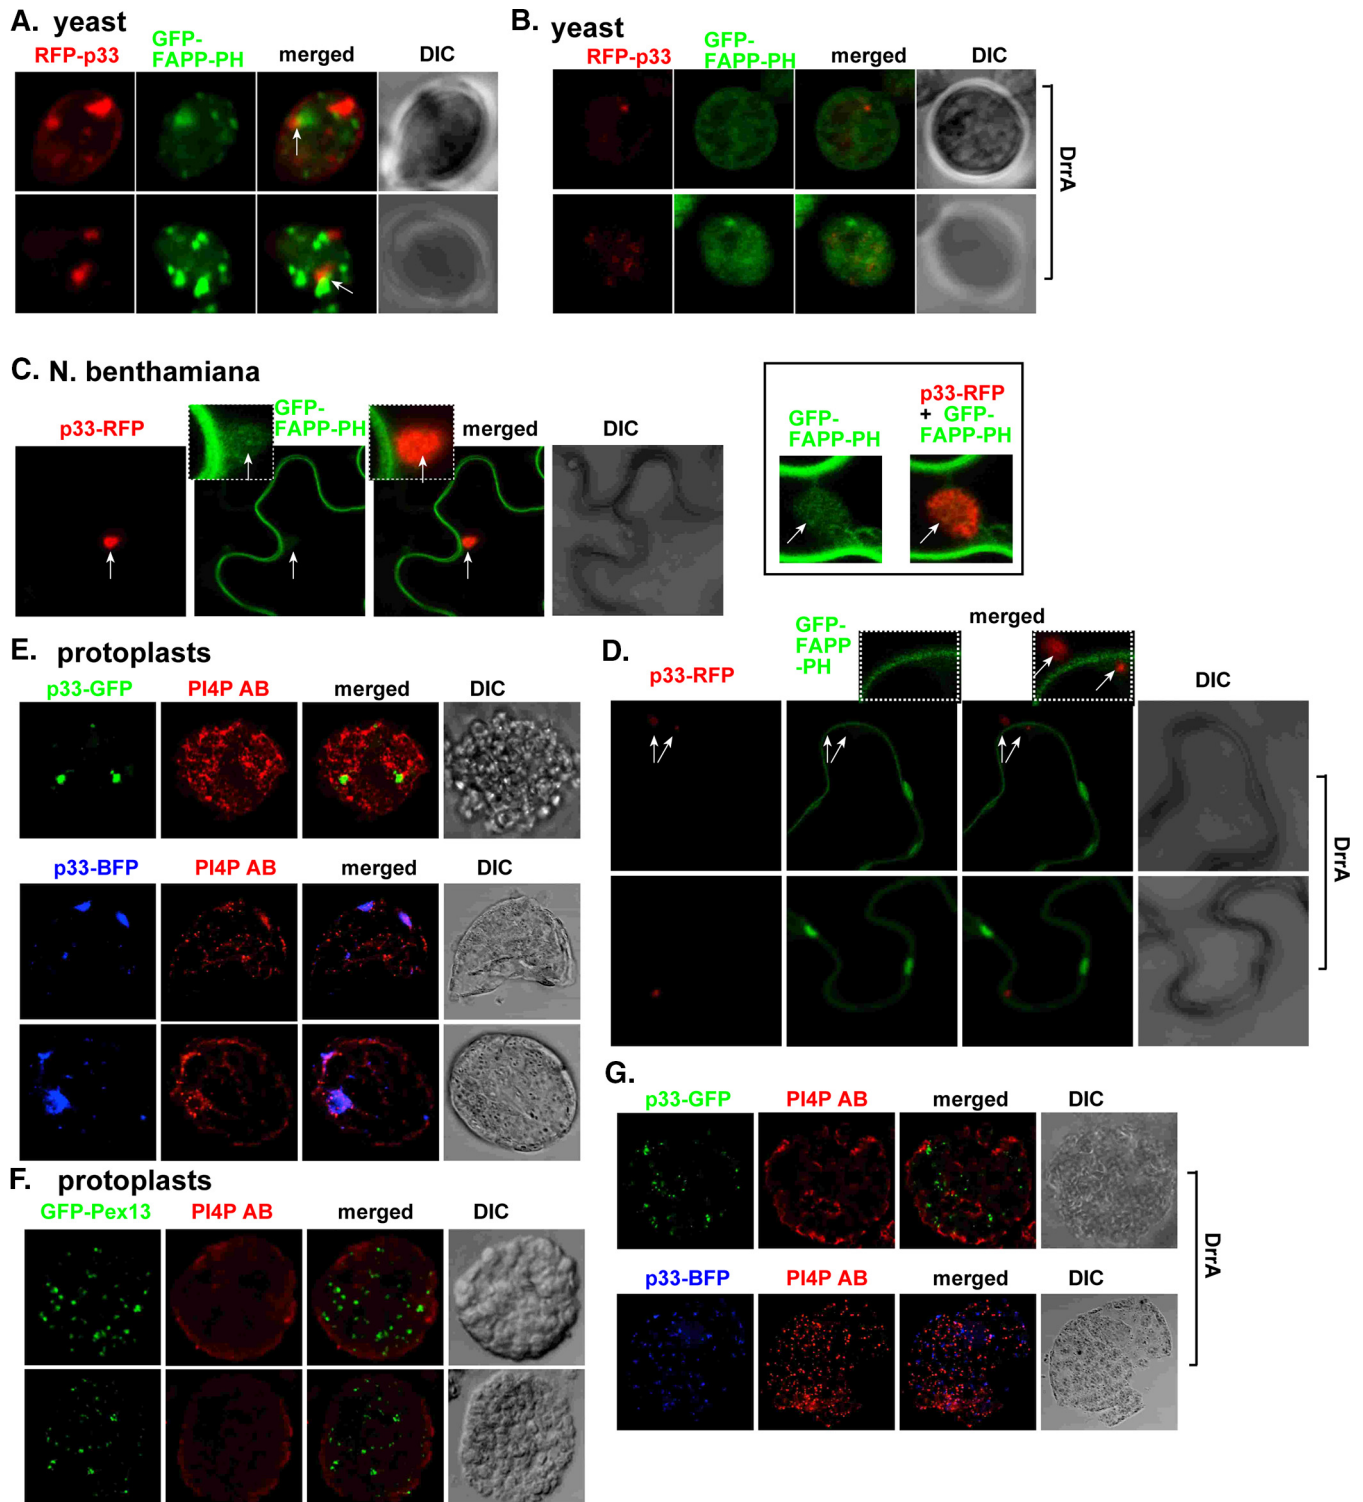 A. yeast
RFP-p33
GFP-
FAPP-PH
merged
DIC
B. yeast
RFP-p33
GFP-
FAPP-PH
merged
DIC
DrrA
C. N. benthamiana
p33-RFP
GFP-
FAPP-PH
merged
DIC
GFP-
FAPP-PH
p33-RFP
+ GFP-
FAPP-PH
D.
p33-RFP
GFP-
FAPP
-PH
merged
DIC
DrrA
E. protoplasts
p33-GFP
PI4P AB
merged
DIC
p33-BFP
PI4P AB
merged
DIC
F. protoplasts
GFP-Pex13
PI4P AB
merged
DIC
G.
p33-GFP
PI4P AB
merged
DIC
p33-BFP
PI4P AB
merged
DIC
DrrA